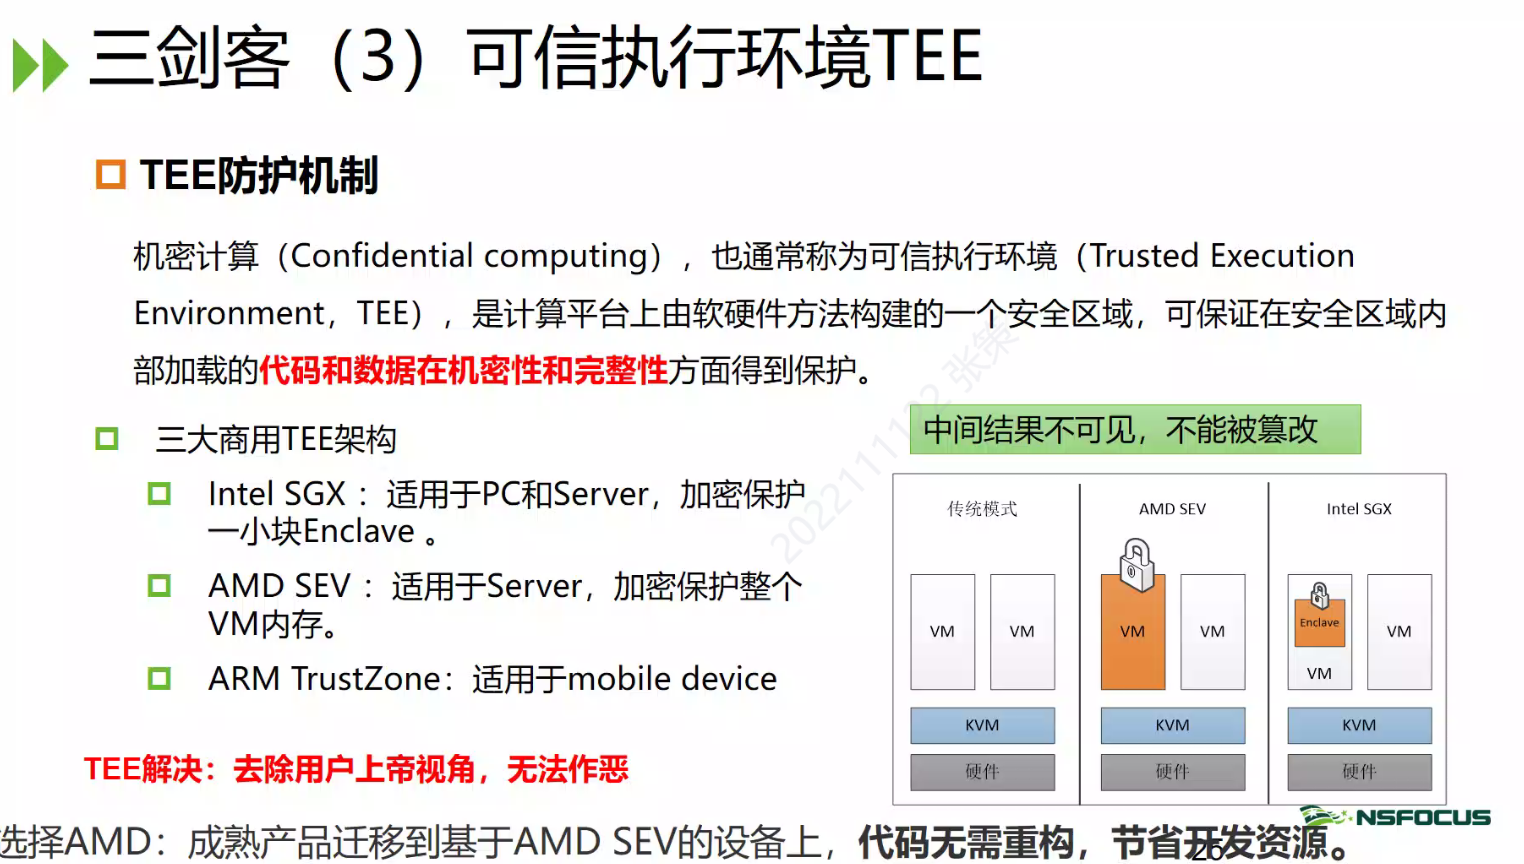 三剑客（3）可信执行环境TEE
TEE防护机制
机密计算（Confidential computing），也通常称为可信执行环境（Trusted Execution
Environment，TEE），是计算平台上由软硬件方法构建的一个安全区域，可保证在安全区域内
部加载的代码和数据在机密性和完整性方面得到保护。
三大商用TEE架构
Intel SGX ：适用于PC和Server，加密保护
一小块Enclave 。
AMD SEV ：适用于Server，加密保护整个
VM内存。
ARM TrustZone：适用于mobile device
TEE解决：去除用户上帝视角，无法作恶
中间结果不可见，不能被篡改
传统模式
VM
VM
KVM
硬件
AMD SEV
VM
VM
KVM
硬件
Intel SGX
Enclave
VM
VM
KVM
硬件
NSFOCUS
选择AMD：成熟产品迁移到基于AMD SEV的设备上，代码无需重构，节省开发资源。